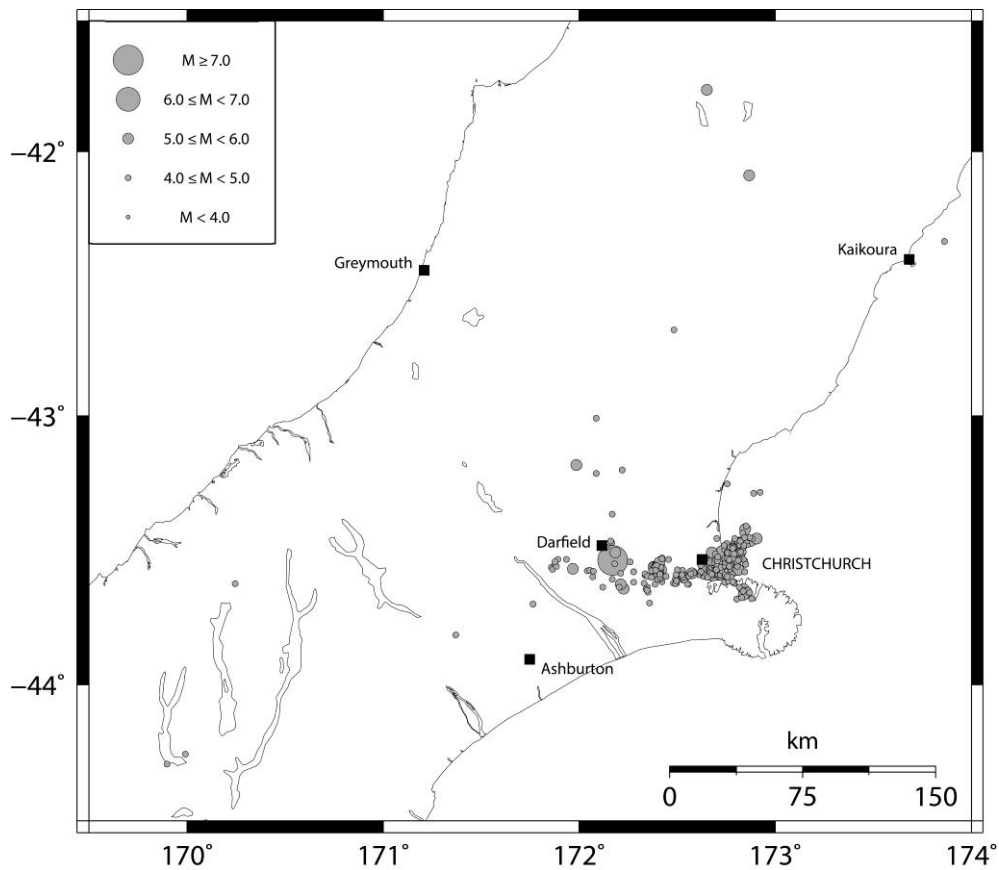 M ≥ 7.0
6.0 ≤ M < 7.0
5.0 ≤ M < 6.0
4.0 ≤ M < 5.0
M < 4.0
−42°
Greymouth
Kaikoura
−43°
Darfield
CHRISTCHURCH
Ashburton
−44°
km
0 75 150
170° 171° 172° 173° 174°